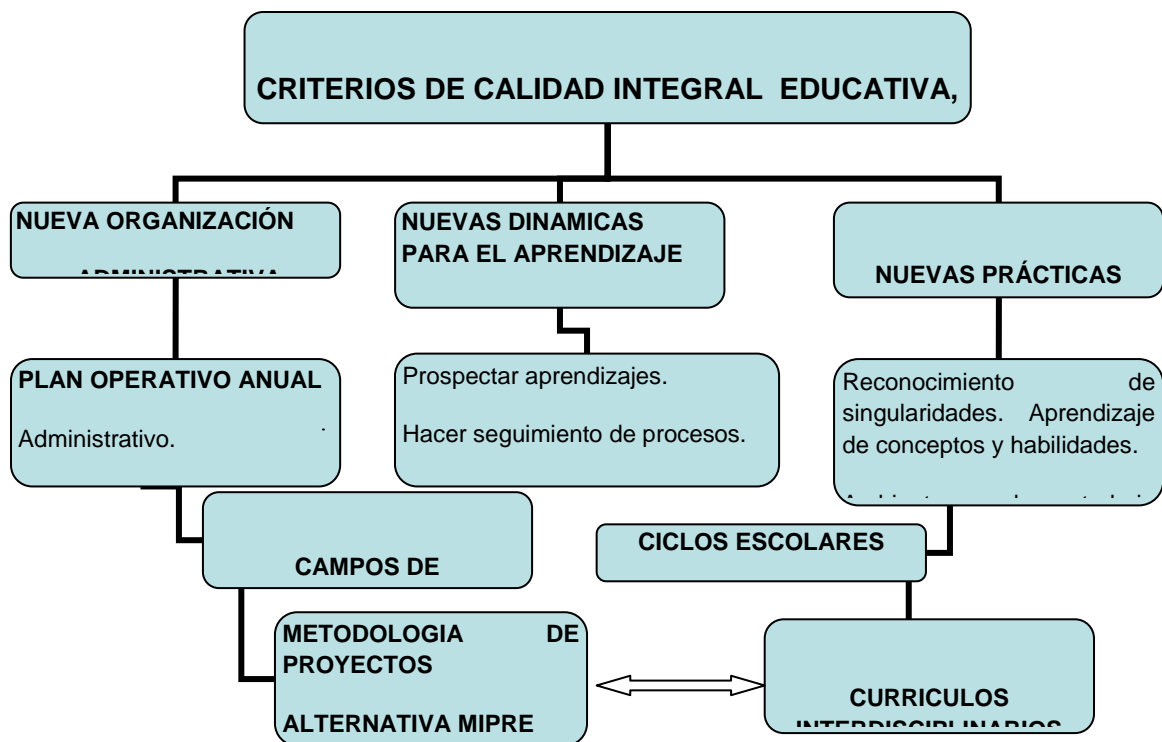 CRITERIOS DE CALIDAD INTEGRAL EDUCATIVA,
NUEVA ORGANIZACIÓN
ADMINISTRATIVA
NUEVAS DINAMICAS
PARA EL APRENDIZAJE
NUEVAS PRÁCTICAS
PLAN OPERATIVO ANUAL
Administrativo.
Prospectar aprendizajes.
Hacer seguimiento de procesos.
Reconocimiento de
singularidades. Aprendizaje
de conceptos y habilidades.
CAMPOS DE
CICLOS ESCOLARES
METODOLOGIA DE
PROYECTOS
ALTERNATIVA MIPRE
CURRICULOS
INTERDISCIPLINARIOS